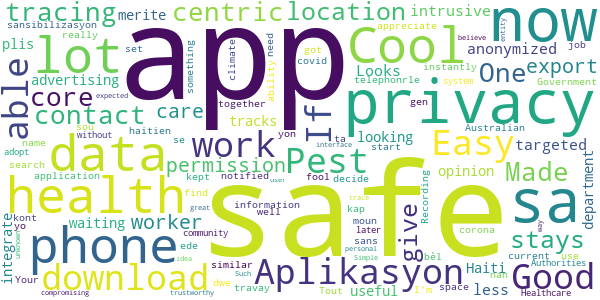 tracing merite centric location intrusive now
sansibilizasyon really appreciate
plis lot app Cool anonymized job
something climate need ability got covid instantly believe entity
Looks One export
advertising set telephonrle system Government
able core together gen
expected contact care tracks yon If privacy
sou haitien se ta Australian
without work looking Easy targeted
name data start
adopt permission Pest give opinion Made department
search application kept notified fool decide
health find information user safe Recording sa
waiting worker great well kap corona
kont community moun later stays
integrate yo ede sans current use
unknown phone similar bèl trace interface may
Your idea dwe Aplikasyon Haiti nan Authorities Good
download personal Simple
travay Tout useful I'm space less
compromising trustworthy Such Healthcare